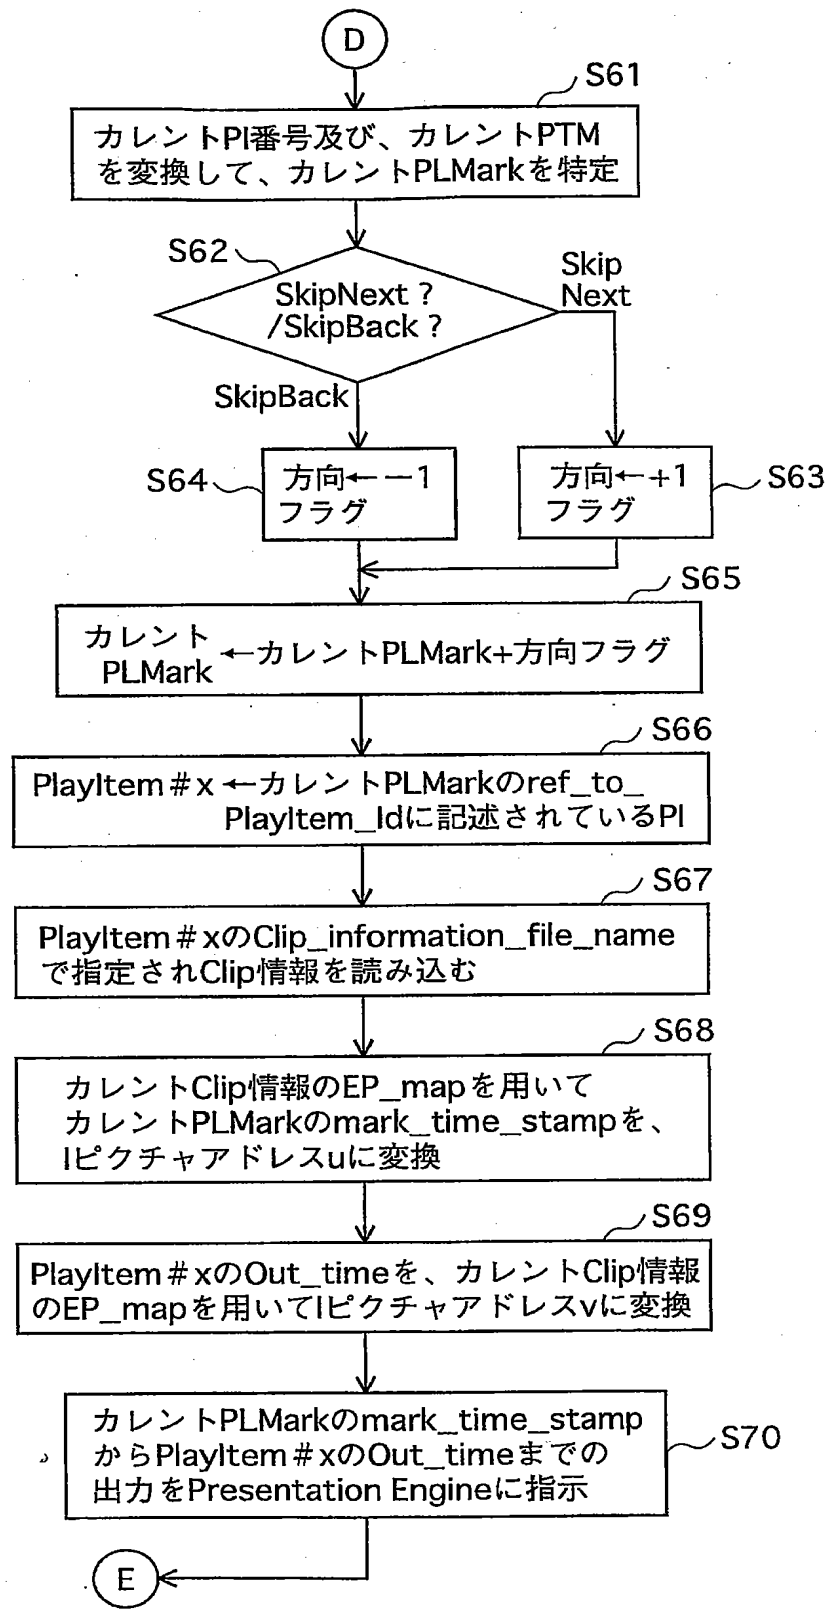 D
S61
カレントPI番号及び、カレントPTM
を変換して、カレントPLMarkを特定
S62
SkipNext ?
/SkipBack ?
Skip
Next
SkipBack
S64
方向←－1
フラグ
方向←+1
フラグ
S63
S65
カレント
PLMark
←カレントPLMark+方向フラグ
S66
PlayItem＃x ←カレントPLMarkのref_to_
PlayItem_Idに記述されているPI
S67
PlayItem＃xのClip_information_file_name
で指定されClip情報を読み込む
S68
カレントClip情報のEP_mapを用いて
カレントPLMarkのmark_time_stampを、
Iピクチャアドレスuに変換
S69
PlayItem＃xのOut_timeを、カレントClip情報
のEP_mapを用いてIピクチャアドレスvに変換
S70
カレントPLMarkのmark_time_stamp
からPlayItem＃xのOut_timeまでの
出力をPresentation Engineに指示
E